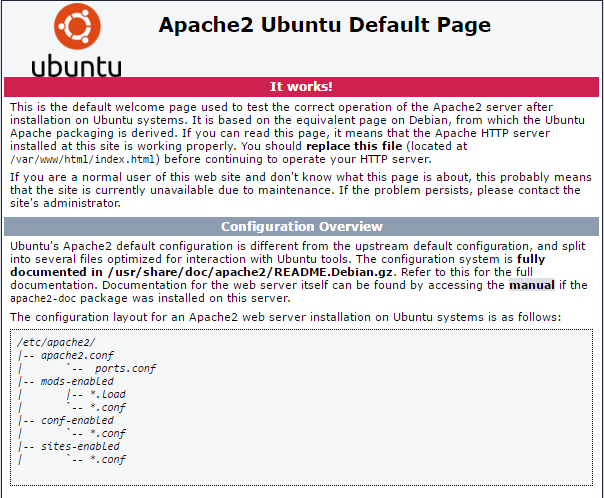 Apache2 Ubuntu Default Page
ubuntu
It works!
This is the default welcome page used to test the correct operation of the Apache2 server after
installation on Ubuntu systems. It is based on the equivalent page on Debian, from which the Ubuntu
Apache packaging is derived. If you can read this page, it means that the Apache HTTP server
installed at this site is working properly. You should replace this file (located at
/var/www/html/index.html) before continuing to operate your HTTP server.
If you are a normal user of this web site and don't know what this page is about, this probably means
that the site is currently unavailable due to maintenance. If the problem persists, please contact the
site's administrator.
Configuration Overview
Ubuntu's Apache2 default configuration is different from the upstream default configuration, and split
into several files optimized for interaction with Ubuntu tools. The configuration system is fully
documented in /usr/share/doc/apache2/README.Debian.gz. Refer to this for the full
documentation. Documentation for the web server itself can be found by accessing the manual if the
apache2-doc package was installed on this server.
The configuration layout for an Apache2 web server installation on Ubuntu systems is as follows:
/etc/apache2/
|-- apache2.conf
|       `--  ports.conf
|-- mods-enabled
|       |-- *.load
|       `-- *.conf
|-- conf-enabled
|       `-- *.conf
|-- sites-enabled
|       `-- *.conf